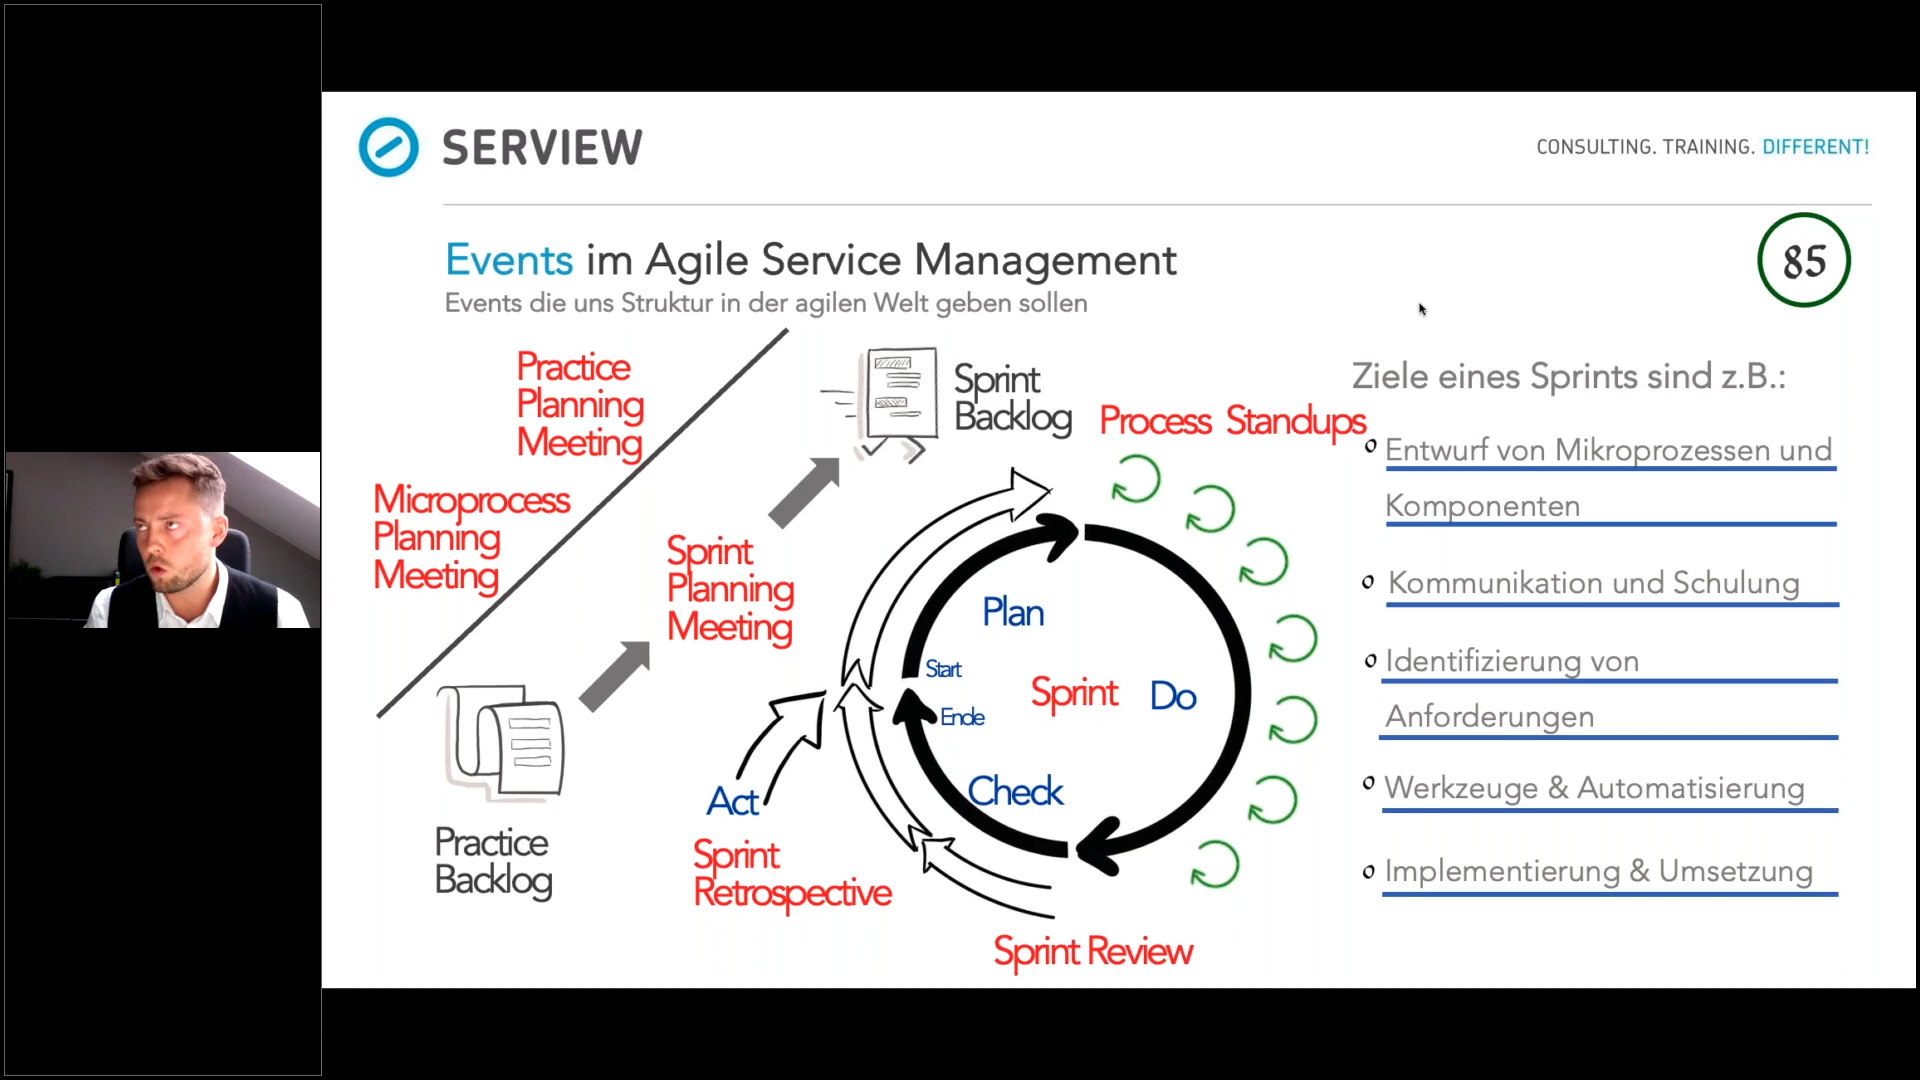 SERVIEW
CONSULTING. TRAINING. DIFFERENT!
Events im Agile Service Management
Events die uns Struktur in der agilen Welt geben sollen
85
Practice
Planning
Meeting
Microprocess
Planning
Meeting
Sprint
Backlog
Process Standups
Sprint
Planning
Meeting
Plan
Start
Sprint
Do
Ende
Check
Act
Sprint
Retrospective
Practice
Backlog
Sprint Review
Ziele eines Sprints sind z.B.:
Entwurf von Mikroprozessen und
Komponenten
Kommunikation und Schulung
Identifizierung von
Anforderungen
Werkzeuge & Automatisierung
Implementierung & Umsetzung